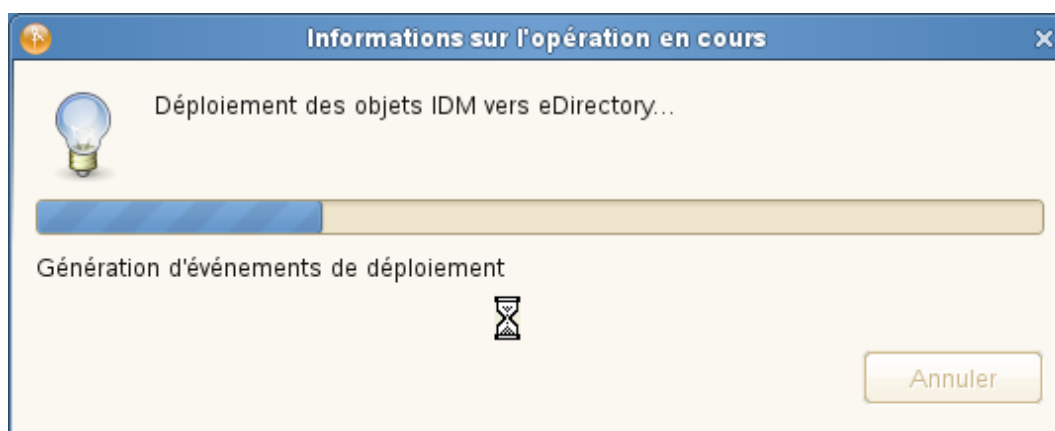 Informations sur l'opération en cours
Déploiement des objets IDM vers eDirectory...
Génération d'événements de déploiement
Annuler